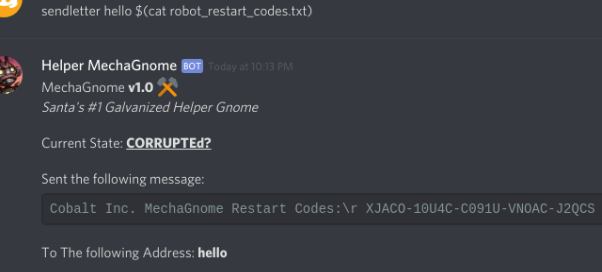 sendletter hello $(cat robot_restart_codes.txt)
Helper MechaGnome BOT Today at 10:13 PM
MechaGnome v1.0
Santa's #1 Galvanized Helper Gnome
Current State: CORRUPTEd?
Sent the following message:
Cobalt Inc. MechaGnome Restart Codes:\r XJACO-10U4C-C091U-VNOAC-J2QCS
To The following Address: hello